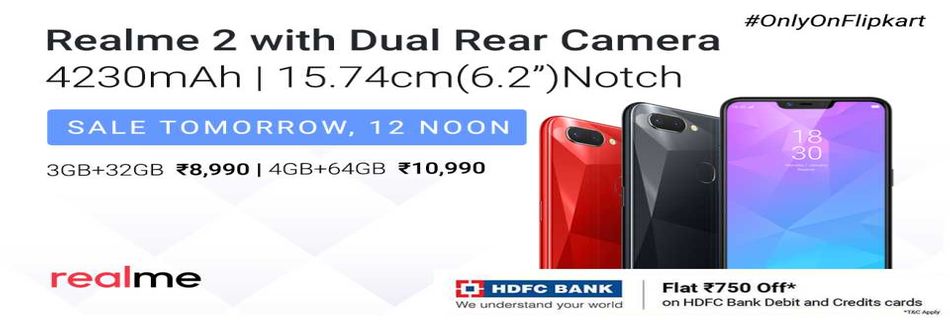 #OnlyOnFlipkart
Realme 2 with Dual Rear Camera
4230mAh | 15.74cm(6.2”)Notch
SALE TOMORROW, 12 NOON
3GB+32GB ₹8,990 | 4GB+64GB ₹10,990
18
30
realme
HDFC BANK
We understand your world
Flat ₹750 Off*
on HDFC Bank Debit and Credits cards
*T&C Apply